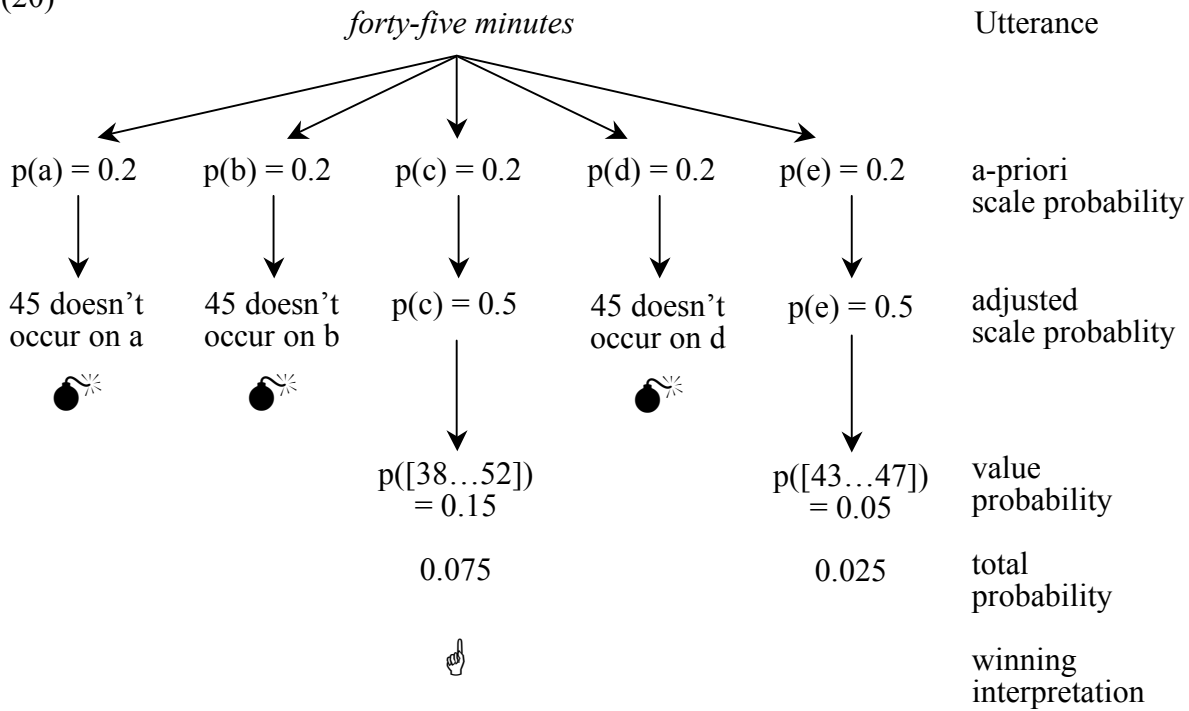 (20)
forty-five minutes Utterance
p(a) = 0.2 p(b) = 0.2 p(c) = 0.2 p(d) = 0.2 p(e) = 0.2 a-priori
scale probability
45 doesn’t 45 doesn’t p(c) = 0.5 45 doesn’t p(e) = 0.5 adjusted
occur on a occur on b occur on d scale probablity
p([38…52]) p([43…47]) value
= 0.15 = 0.05 probability
0.075 0.025 total
probability
winning
interpretation